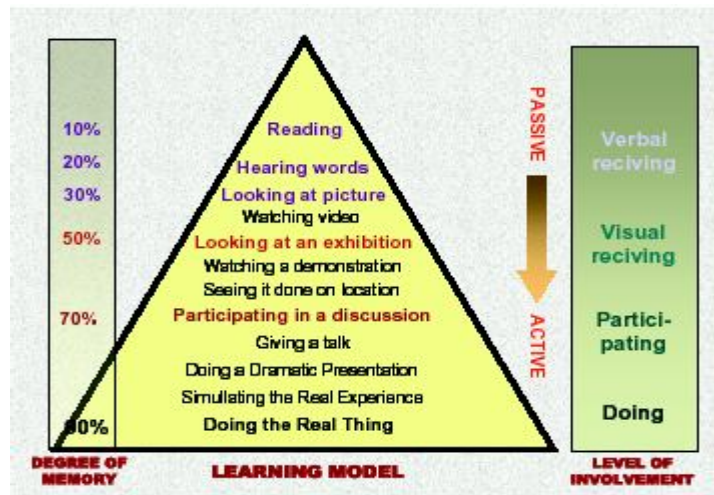 10%
20%
30%
50%
70%
90%
DEGREE OF
MEMORY
Reading
Hearing words
Looking at picture
Watching video
Looking at an exhibition
Watching a demonstration
Seeing it done on location
Participating in a discussion
Giving a talk
Doing a Dramatic Presentation
Simullating the Real Experience
Doing the Real Thing
LEARNING MODEL
PASSIVE
ACTIVE
Verbal
reciving
Visual
reciving
Partici-
pating
Doing
LEVEL OF
INVOLVEMENT